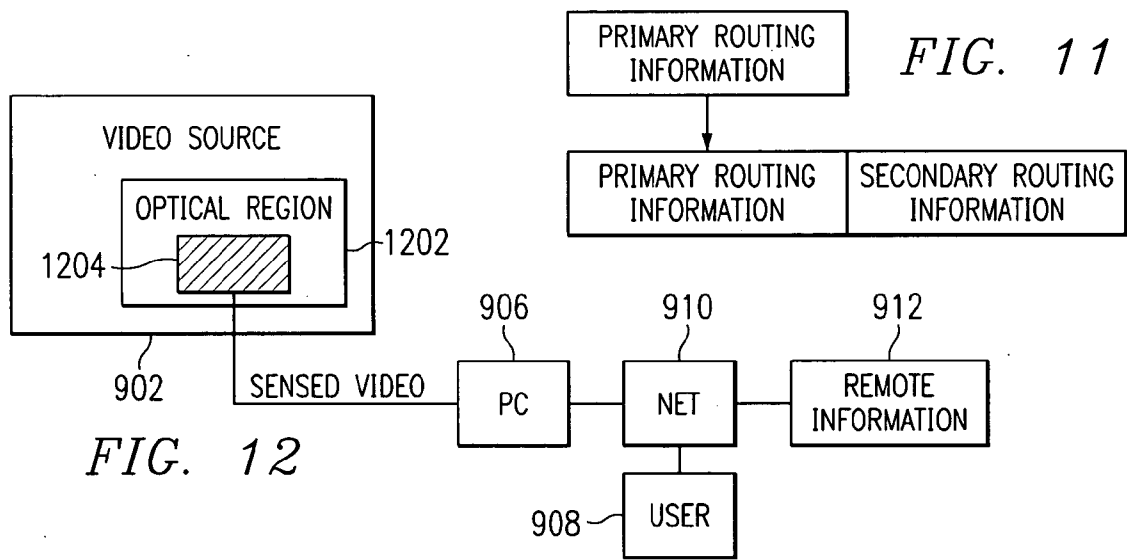 PRIMARY ROUTING
INFORMATION
FIG. 11
PRIMARY ROUTING
INFORMATION
SECONDARY ROUTING
INFORMATION
VIDEO SOURCE
OPTICAL REGION
1204
1202
902
SENSED VIDEO
906
PC
910
NET
912
REMOTE
INFORMATION
908
USER
FIG. 12